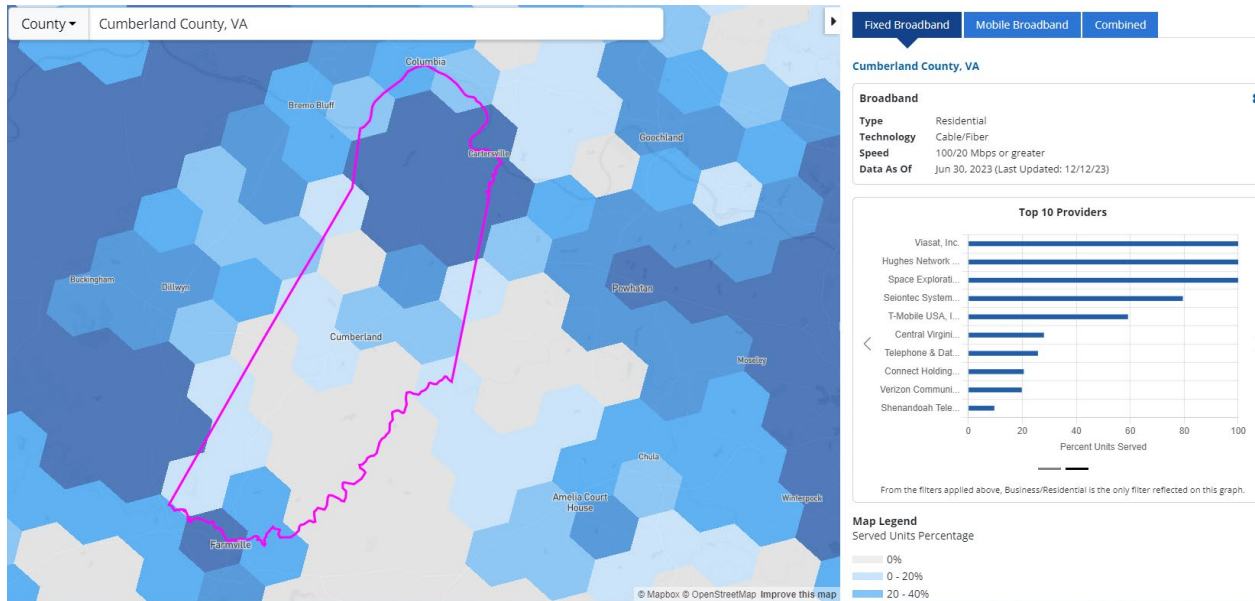 County
Cumberland County, VA
Columbia
Bremo Bluff
Goochland
Cartersville
Buckingham
Dillwyn
Powhatan
Cumberland
Moseley
Chula
Amelia Court
House
Winterpock
Farmville
© Mapbox © OpenStreetMap Improve this map
Fixed Broadband
Mobile Broadband
Combined
Cumberland County, VA
Broadband
Type Residential
Technology Cable/Fiber
Speed 100/20 Mbps or greater
Data As Of Jun 30, 2023 (Last Updated: 12/12/23)
Top 10 Providers
Viasat, Inc.
Hughes Network ...
Space Explorati...
Seiontec System...
T-Mobile USA, I...
Central Virgini...
Telephone & Dat...
Connect Holding...
Verizon Communi...
Shenandoah Tele...
0 20 40 60 80 100
Percent Units Served
From the filters applied above, Business/Residential is the only filter reflected on this graph.
Map Legend
Served Units Percentage
0%
0 - 20%
20 - 40%